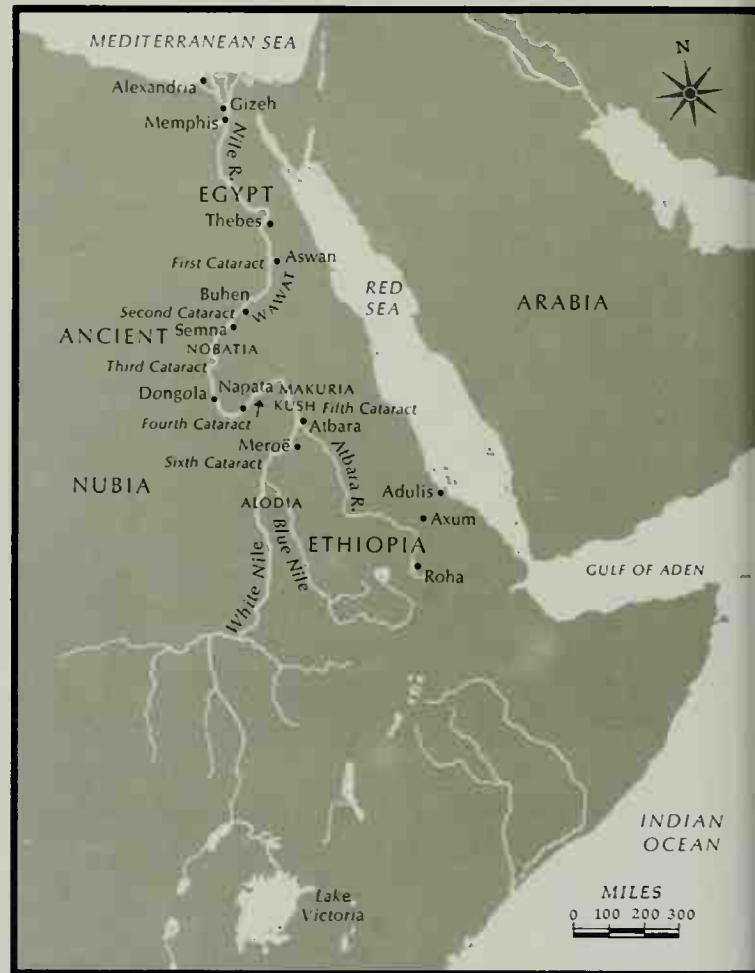 MEDITERRANEAN SEA
N
Alexandria
Gizeh
Memphis
Nile R.
EGYPT
Thebes
First Cataract
Aswan
RED
SEA
ARABIA
Buhen
WAWAT
Second Cataract
ANCIENT
Semna
NOBATIA
Third Cataract
Napata
MAKURIA
Dongola
KUSH
Fifth Cataract
Fourth Cataract
Atbara
Meroë
Sixth Cataract
Atbara R.
NUBIA
Adulis
ALODIA
Axum
ETHIOPIA
Roha
GULF OF ADEN
White Nile
Blue Nile
INDIAN
OCEAN
Lake
Victoria
MILES
0 100 200 300